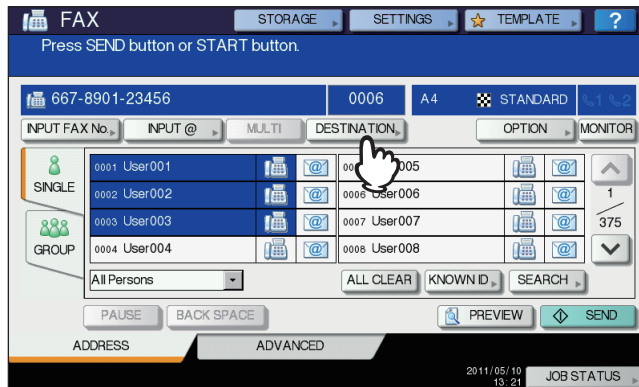 FAX STORAGE SETTINGS TEMPLATE ?
Press SEND button or START button.
667-8901-23456 0006 A4 STANDARD 1 2
INPUT FAX No. INPUT @ MULTI DESTINATION OPTION MONITOR
SINGLE
GROUP
0001 User001 @ 005 @
0002 User002 @ 0006 User006 @
0003 User003 @ 0007 User007 @
0004 User004 @ 0008 User008 @
1
375
All Persons ALL CLEAR KNOWN ID SEARCH
PAUSE BACK SPACE PREVIEW SEND
ADDRESS ADVANCED
2011/05/10
13:21
JOB STATUS